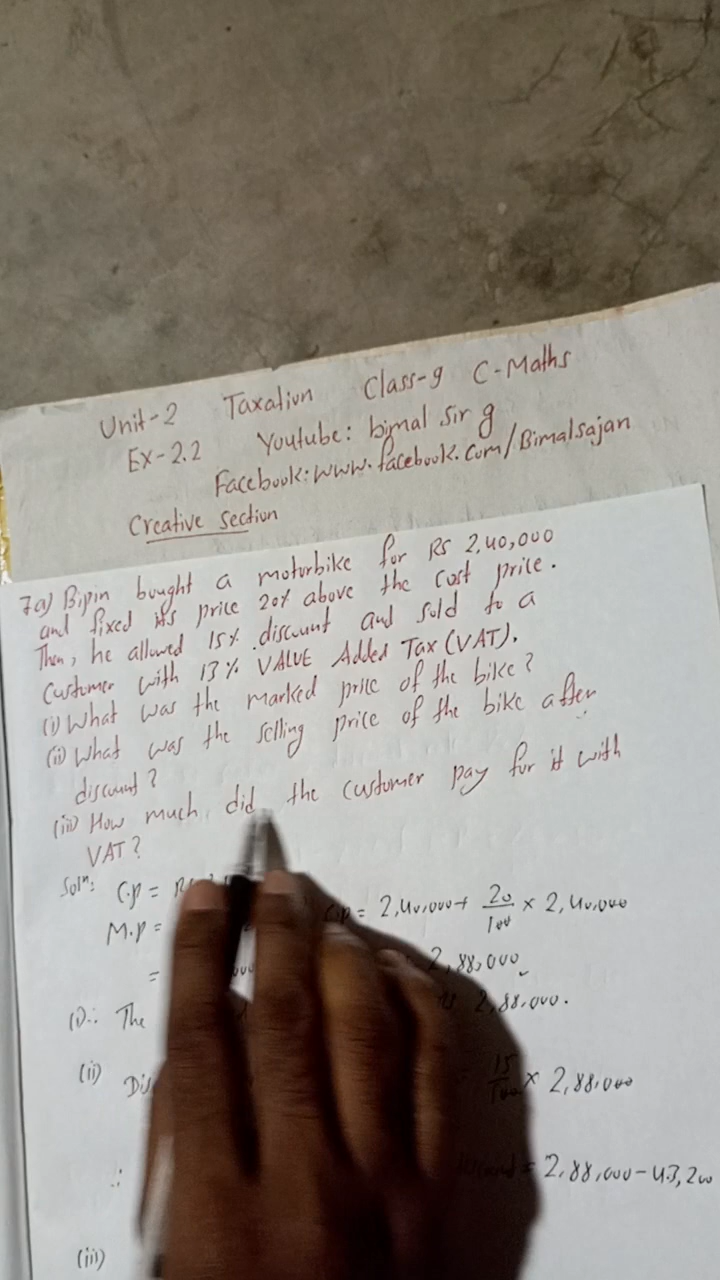 Unit-2 Taxation Class-9 C-Maths
Ex-2.2 Youtube: bimal sir g
Facebook: www.facebook.com/Bimalsajan
Creative section
7a) Bipin bought a motorbike for RS 2,40,000
and fixed its price 20% above the cost price.
Then, he allowed 15% discount and sold to a
customer with 13% VALUE Added Tax (VAT).
(i) What was the marked price of the bike?
(ii) What was the selling price of the bike after
discount?
(iii) How much did the customer pay for it with
VAT?
Solⁿ: C.p =
M.p = = 2,40,000 + 20/100 × 2,40,000
= 2,88,000
(i) ∴ The 2,88,000.
(ii) Dis 15/100 × 2,88,000
∴ = 2,88,000 - 43,200
(iii)